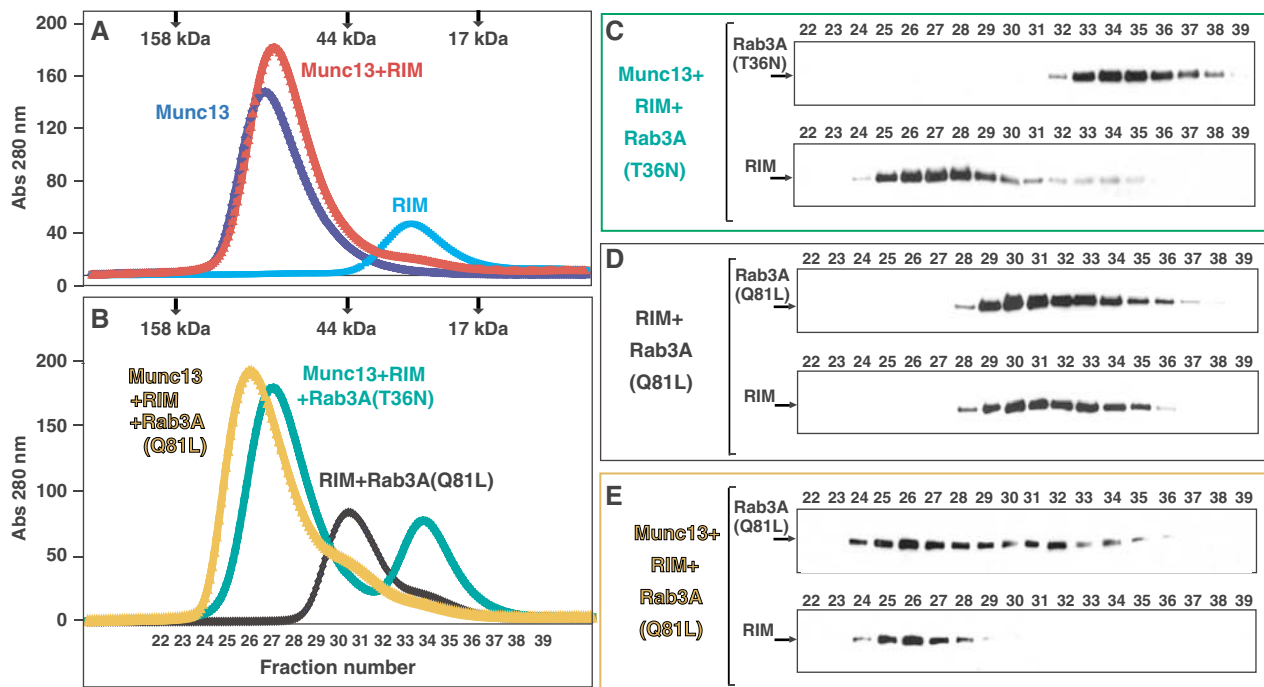 A
158 kDa 44 kDa 17 kDa
200
160
120
80
40
0
Abs 280 nm
Munc13+RIM
Munc13
RIM
B
158 kDa 44 kDa 17 kDa
200
150
100
50
0
Abs 280 nm
Munc13
+RIM
+Rab3A
(Q81L)
Munc13+RIM
+Rab3A(T36N)
RIM+Rab3A(Q81L)
22 23 24 25 26 27 28 29 30 31 32 33 34 35 36 37 38 39
Fraction number
C
Munc13+
RIM+
Rab3A
(T36N)
Rab3A
(T36N)
22 23 24 25 26 27 28 29 30 31 32 33 34 35 36 37 38 39
RIM
22 23 24 25 26 27 28 29 30 31 32 33 34 35 36 37 38 39
D
RIM+
Rab3A
(Q81L)
Rab3A
(Q81L)
22 23 24 25 26 27 28 29 30 31 32 33 34 35 36 37 38 39
RIM
22 23 24 25 26 27 28 29 30 31 32 33 34 35 36 37 38 39
E
Munc13+
RIM+
Rab3A
(Q81L)
Rab3A
(Q81L)
22 23 24 25 26 27 28 29 30 31 32 33 34 35 36 37 38 39
RIM
22 23 24 25 26 27 28 29 30 31 32 33 34 35 36 37 38 39